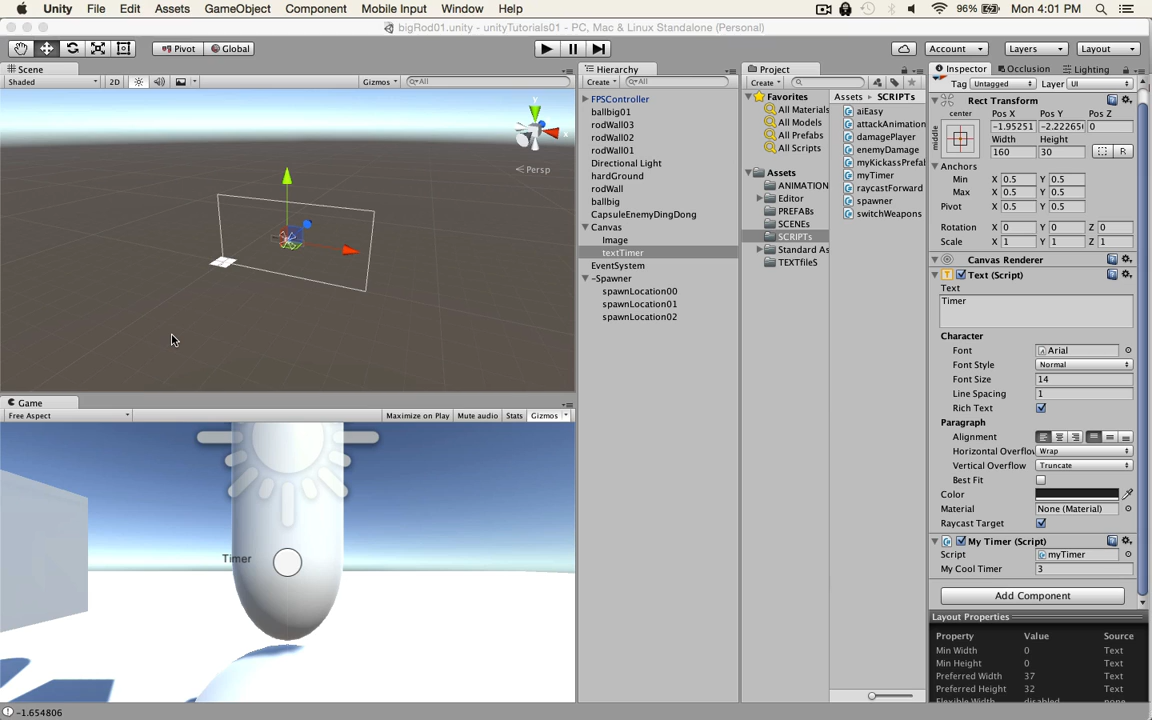 Unity File Edit Assets GameObject Component Mobile Input Window Help 96% Mon 4:01 PM
bigRod01.unity - unityTutorials01 - PC, Mac & Linux Standalone (Personal)
Pivot Global Account Layers Layout
Scene
Shaded 2D Gizmos All
Persp
Game
Free Aspect Maximize on Play Mute audio Stats Gizmos
Timer
-1.654806
Hierarchy
Create All
FPSController
ballbig01
rodWall03
rodWall02
rodWall01
Directional Light
hardGround
rodWall
ballbig
CapsuleEnemyDingDong
Canvas
Image
textTimer
EventSystem
~Spawner
spawnLocation00
spawnLocation01
spawnLocation02
Project
Create
Favorites
All Materials
All Models
All Prefabs
All Scripts
Assets
ANIMATION
Editor
PREFABs
SCENEs
SCRIPTs
Standard As
TEXTfileS
Assets SCRIPTs
aiEasy
attackAnimation
damagePlayer
enemyDamage
myKickassPrefa
myTimer
raycastForward
spawner
switchWeapons
Inspector Occlusion Lighting
Tag Untagged Layer UI
Rect Transform
center Pos X Pos Y Pos Z
middle -1.95251 -2.22265 0
Width Height
160 30
R
Anchors
Min X 0.5 Y 0.5
Max X 0.5 Y 0.5
Pivot X 0.5 Y 0.5
Rotation X 0 Y 0 Z 0
Scale X 1 Y 1 Z 1
Canvas Renderer
Text (Script)
Text
Timer
Character
Font Arial
Font Style Normal
Font Size 14
Line Spacing 1
Rich Text
Paragraph
Alignment
Horizontal Overflow Wrap
Vertical Overflow Truncate
Best Fit
Color
Material None (Material)
Raycast Target
My Timer (Script)
Script myTimer
My Cool Timer 3
Add Component
Layout Properties
Property Value Source
Min Width 0 Text
Min Height 0 Text
Preferred Width 37 Text
Preferred Height 32 Text
Flexible Width disabled